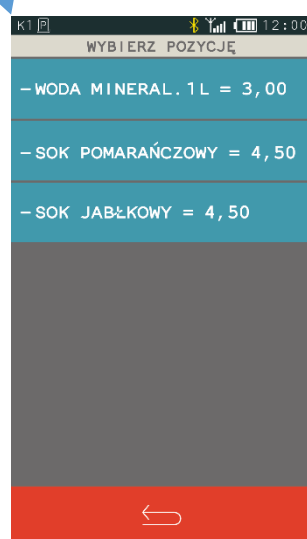 K1 P 12:00
WYBIERZ POZYCJĘ
-WODA MINERAL.1L = 3,00
-SOK POMARAŃCZOWY = 4,50
-SOK JABŁKOWY = 4,50